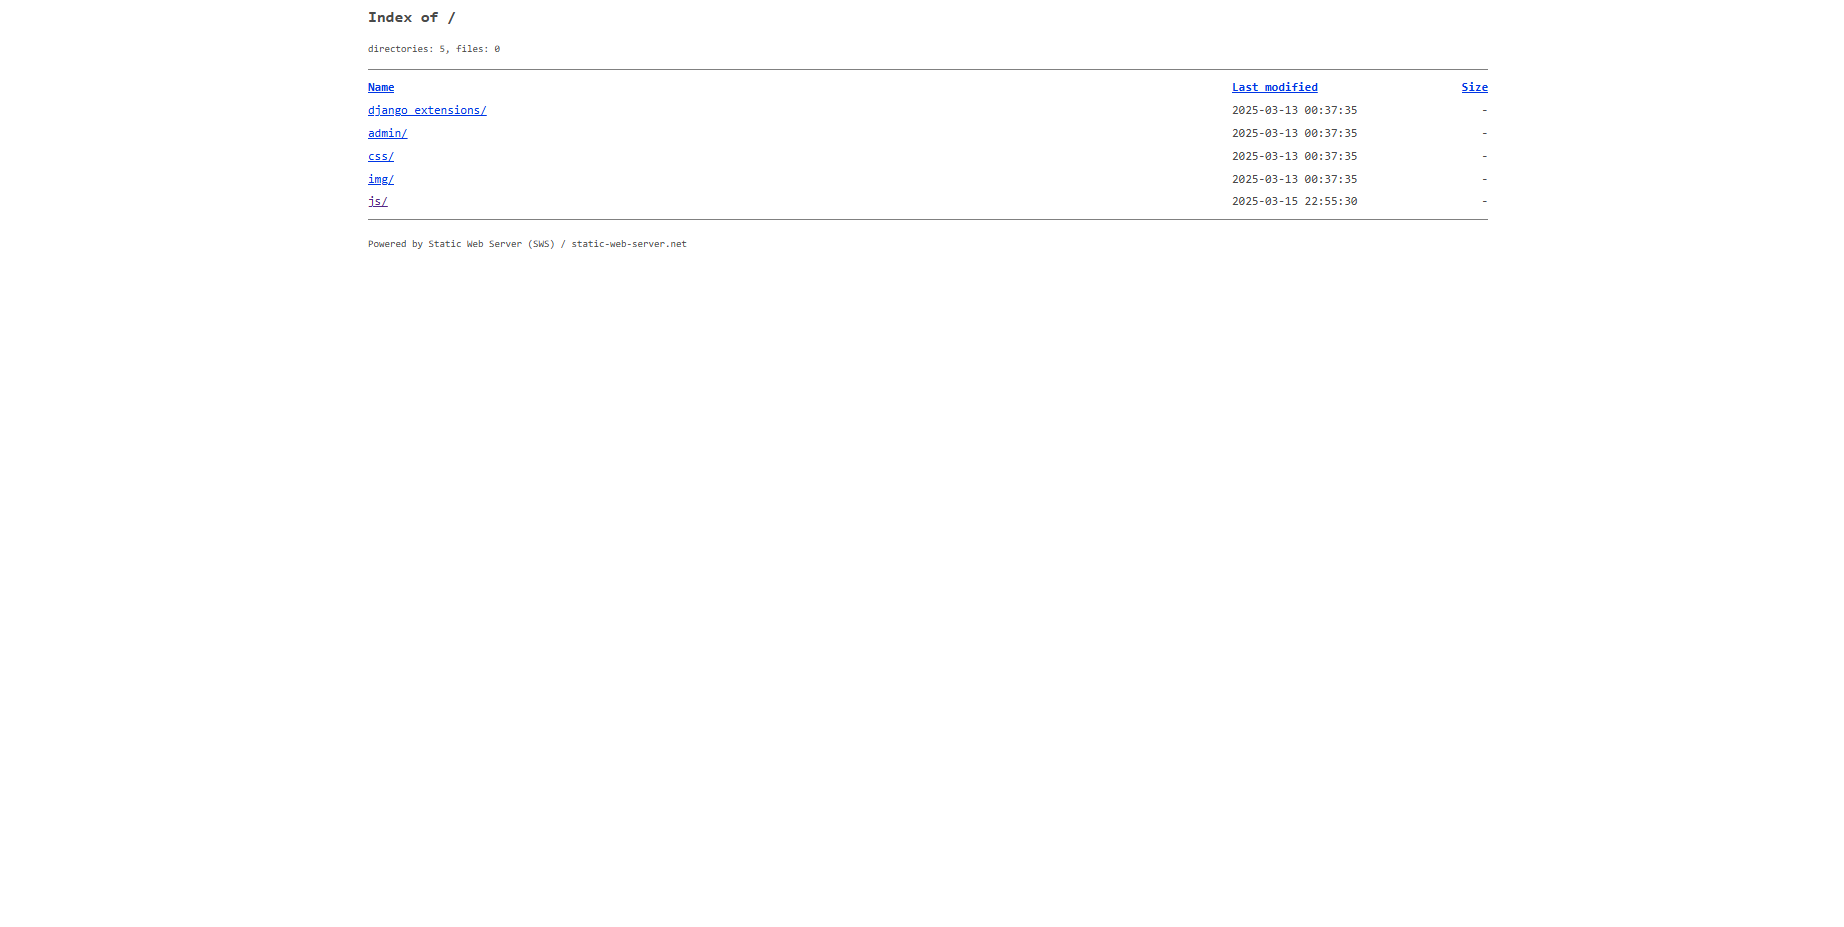 Index of /
directories: 5, files: 0
Name Last modified Size
django_extensions/ 2025-03-13 00:37:35 -
admin/ 2025-03-13 00:37:35 -
css/ 2025-03-13 00:37:35 -
img/ 2025-03-13 00:37:35 -
js/ 2025-03-15 22:55:30 -
Powered by Static Web Server (SWS) / static-web-server.net